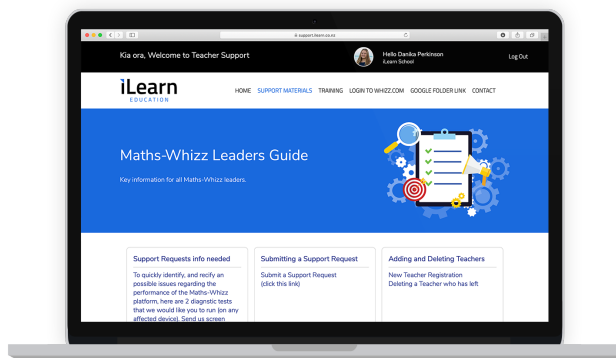 support.ilearn.co.nz
Kia ora, Welcome to Teacher Support
Hello Danika Perkinson
iLearn School
Log Out
iLearn
EDUCATION
HOME SUPPORT MATERIALS TRAINING LOGIN TO WHIZZ.COM GOOGLE FOLDER LINK CONTACT
Maths-Whizz Leaders Guide
Key information for all Maths-Whizz leaders.
Support Requests info needed
To quickly identify, and recify an
possible issues regarding the
performance of the Maths-Whizz
platform, here are 2 diagnstic tests
that we would like you to run (on any
affected device), Send us screen
Submitting a Support Request
Submit a Support Request
(click this link)
Adding and Deleting Teachers
New Teacher Registration
Deleting a Teacher who has left